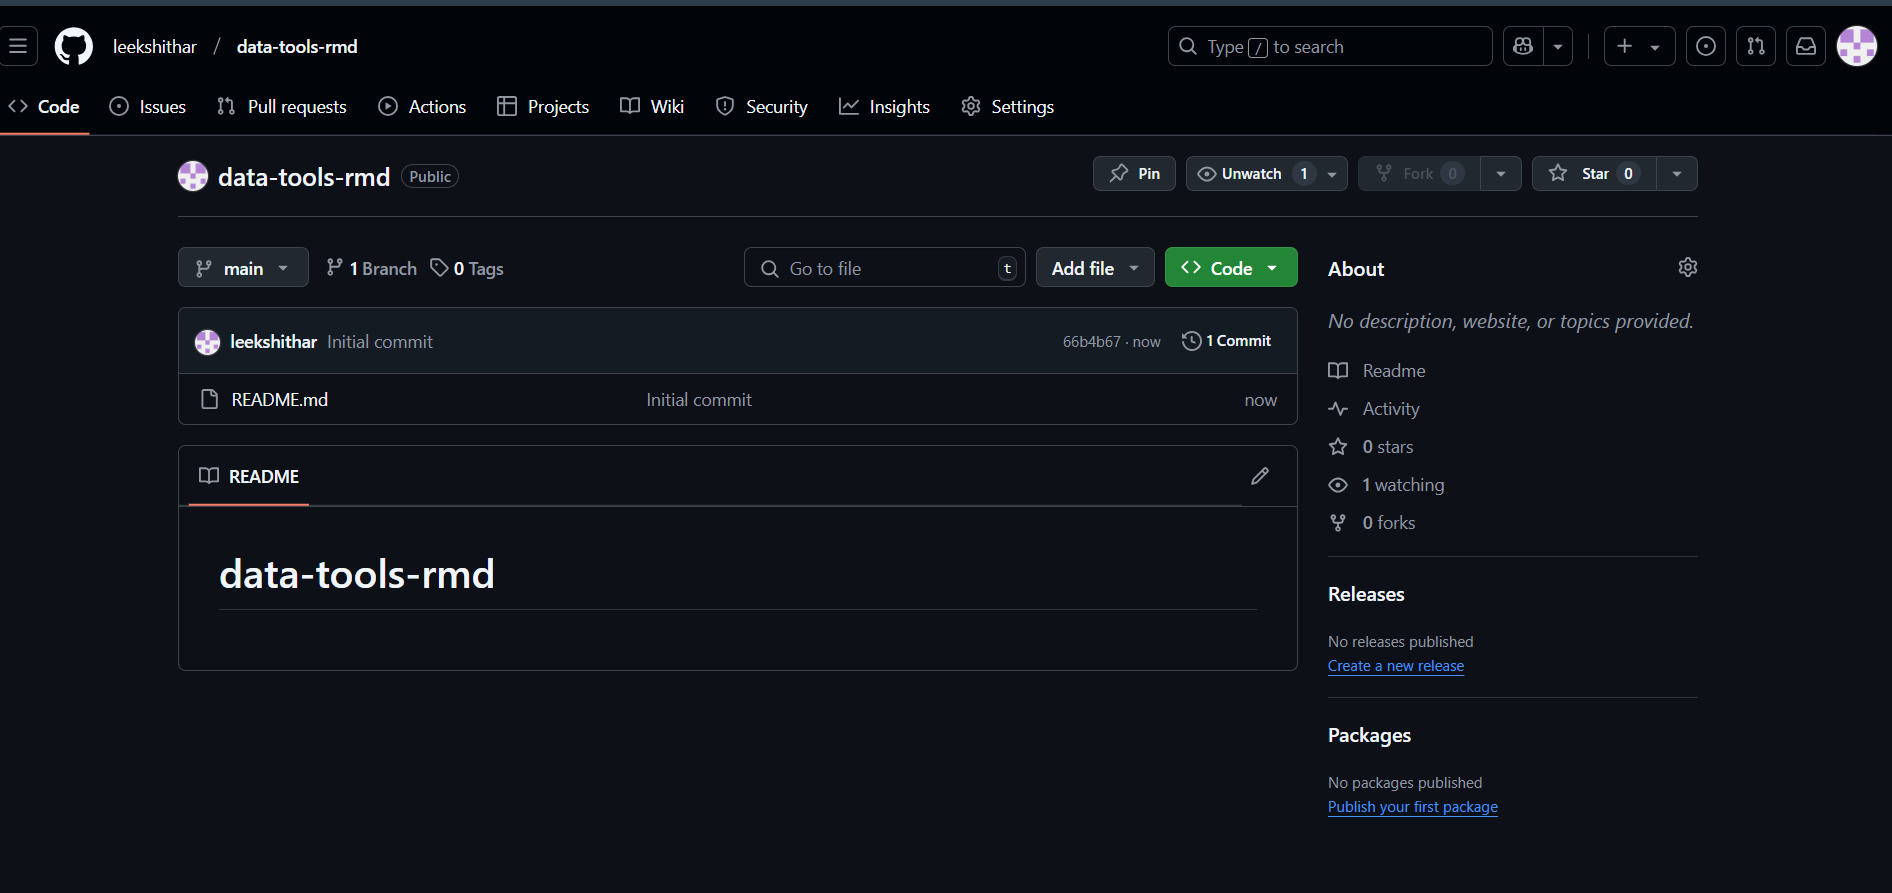 leekshithar / data-tools-rmd
Type / to search
Code Issues Pull requests Actions Projects Wiki Security Insights Settings
data-tools-rmd Public
Pin Unwatch 1 Fork 0 Star 0
main 1 Branch 0 Tags Go to file t Add file Code
leekshithar Initial commit 66b4b67 · now 1 Commit
README.md Initial commit now
README
data-tools-rmd
About
No description, website, or topics provided.
Readme
Activity
0 stars
1 watching
0 forks
Releases
No releases published
Create a new release
Packages
No packages published
Publish your first package